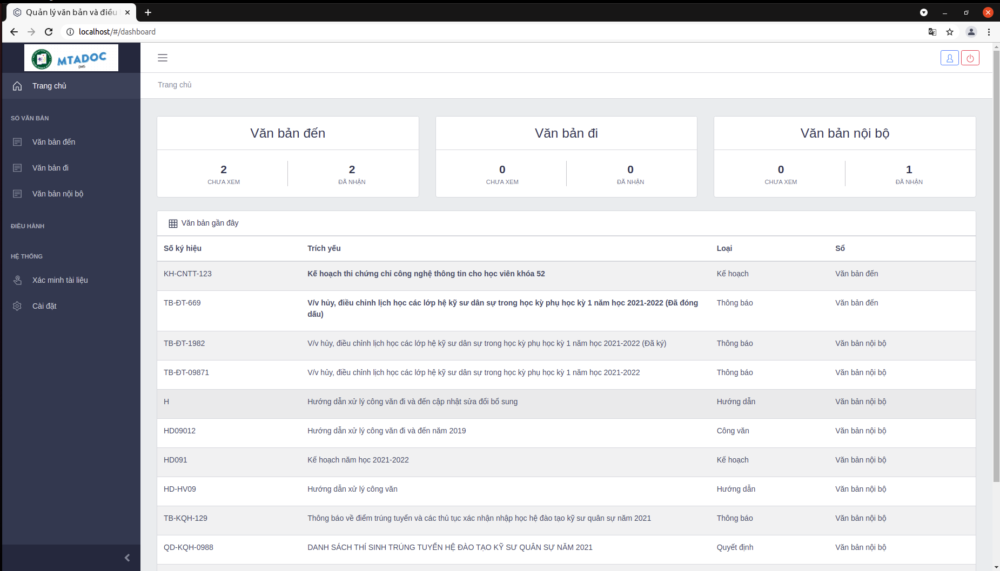 Quản lý văn bản và điều
localhost/#/dashboard
MTADOC
DMS
Trang chủ
Trang chủ
SỔ VĂN BẢN
Văn bản đến
Văn bản đi
Văn bản nội bộ
ĐIỀU HÀNH
HỆ THỐNG
Xác minh tài liệu
Cài đặt
Văn bản đến
2
CHƯA XEM
2
ĐÃ NHẬN
Văn bản đi
0
CHƯA XEM
0
ĐÃ NHẬN
Văn bản nội bộ
0
CHƯA XEM
1
ĐÃ NHẬN
Văn bản gần đây
Số ký hiệu Trích yếu Loại Sổ
KH-CNTT-123 Kế hoạch thi chứng chỉ công nghệ thông tin cho học viên khóa 52 Kế hoạch Văn bản đến
TB-ĐT-669 V/v hủy, điều chỉnh lịch học các lớp hệ kỹ sư dân sự trong học kỳ phụ học kỳ 1 năm học 2021-2022 (Đã đóng Thông báo Văn bản đến
dấu)
TB-ĐT-1982 V/v hủy, điều chỉnh lịch học các lớp hệ kỹ sư dân sự trong học kỳ phụ học kỳ 1 năm học 2021-2022 (Đã ký) Thông báo Văn bản nội bộ
TB-ĐT-09871 V/v hủy, điều chỉnh lịch học các lớp hệ kỹ sư dân sự trong học kỳ phụ học kỳ 1 năm học 2021-2022 Thông báo Văn bản nội bộ
H Hướng dẫn xử lý công văn đi và đến cập nhật sửa đổi bổ sung Hướng dẫn Văn bản nội bộ
HD09012 Hướng dẫn xử lý công văn đi và đến năm 2019 Công văn Văn bản nội bộ
HD091 Kế hoạch năm học 2021-2022 Kế hoạch Văn bản nội bộ
HD-HV09 Hướng dẫn xử lý công văn Hướng dẫn Văn bản nội bộ
TB-KQH-129 Thông báo về điểm trúng tuyển và các thủ tục xác nhận nhập học hệ đào tạo kỹ sư quân sự năm 2021 Thông báo Văn bản nội bộ
QD-KQH-0988 DANH SÁCH THÍ SINH TRÚNG TUYỂN HỆ ĐÀO TẠO KỸ SƯ QUÂN SỰ NĂM 2021 Quyết định Văn bản nội bộ